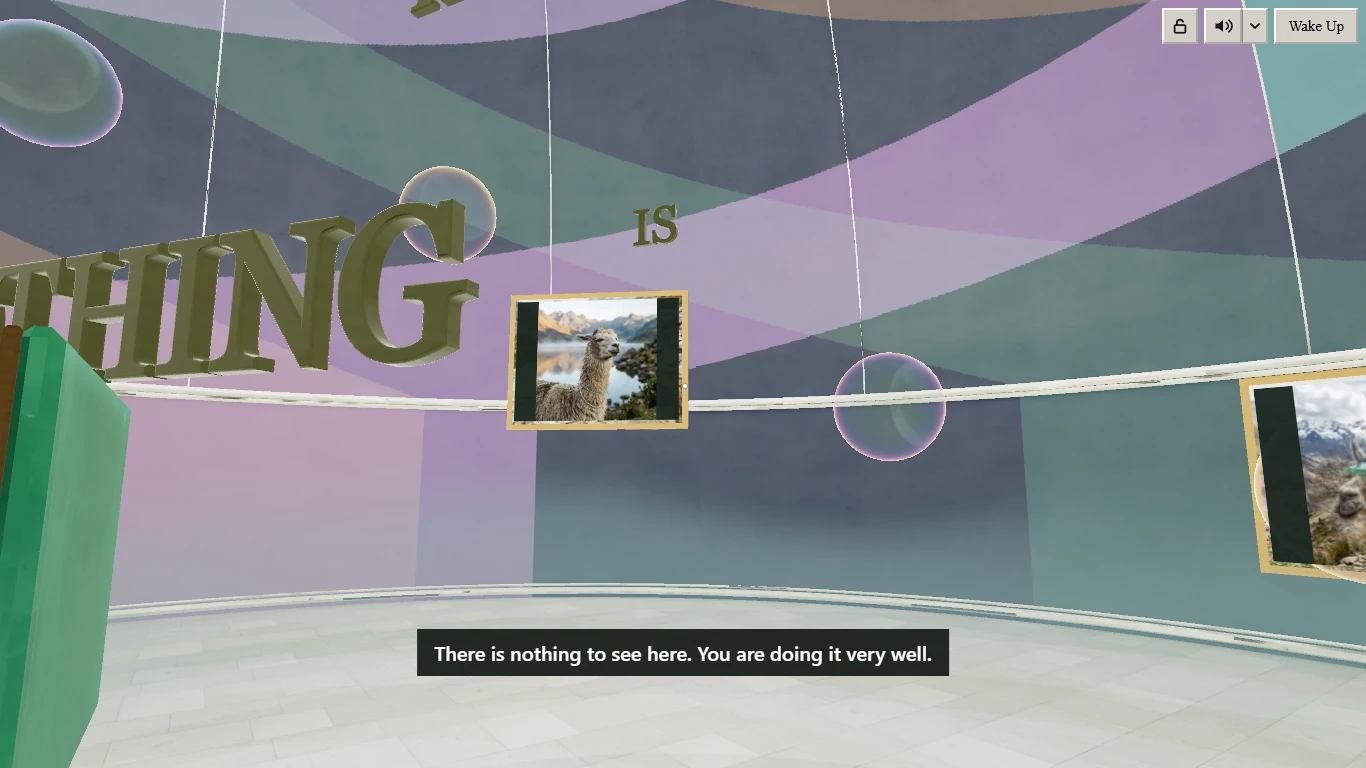 Wake Up
THING
IS
There is nothing to see here. You are doing it very well.